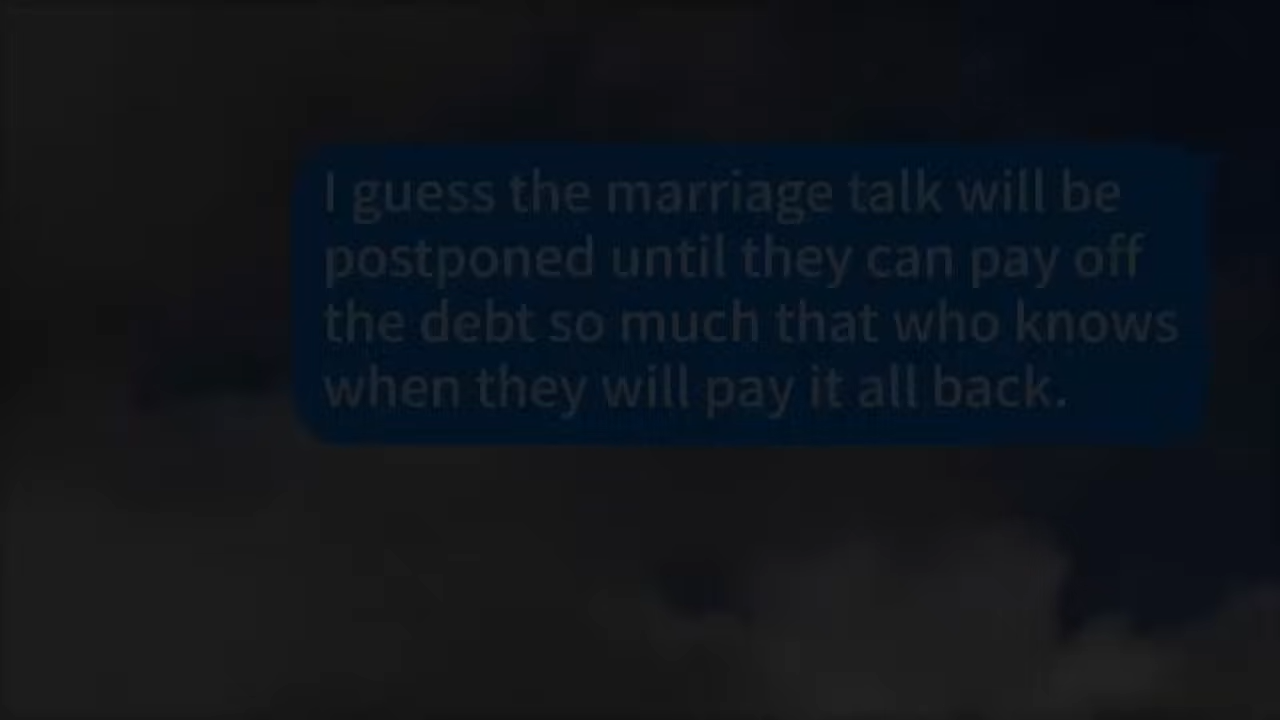 I guess the marriage talk will be
postponed until they can pay off
the debt so much that who knows
when they will pay it all back.